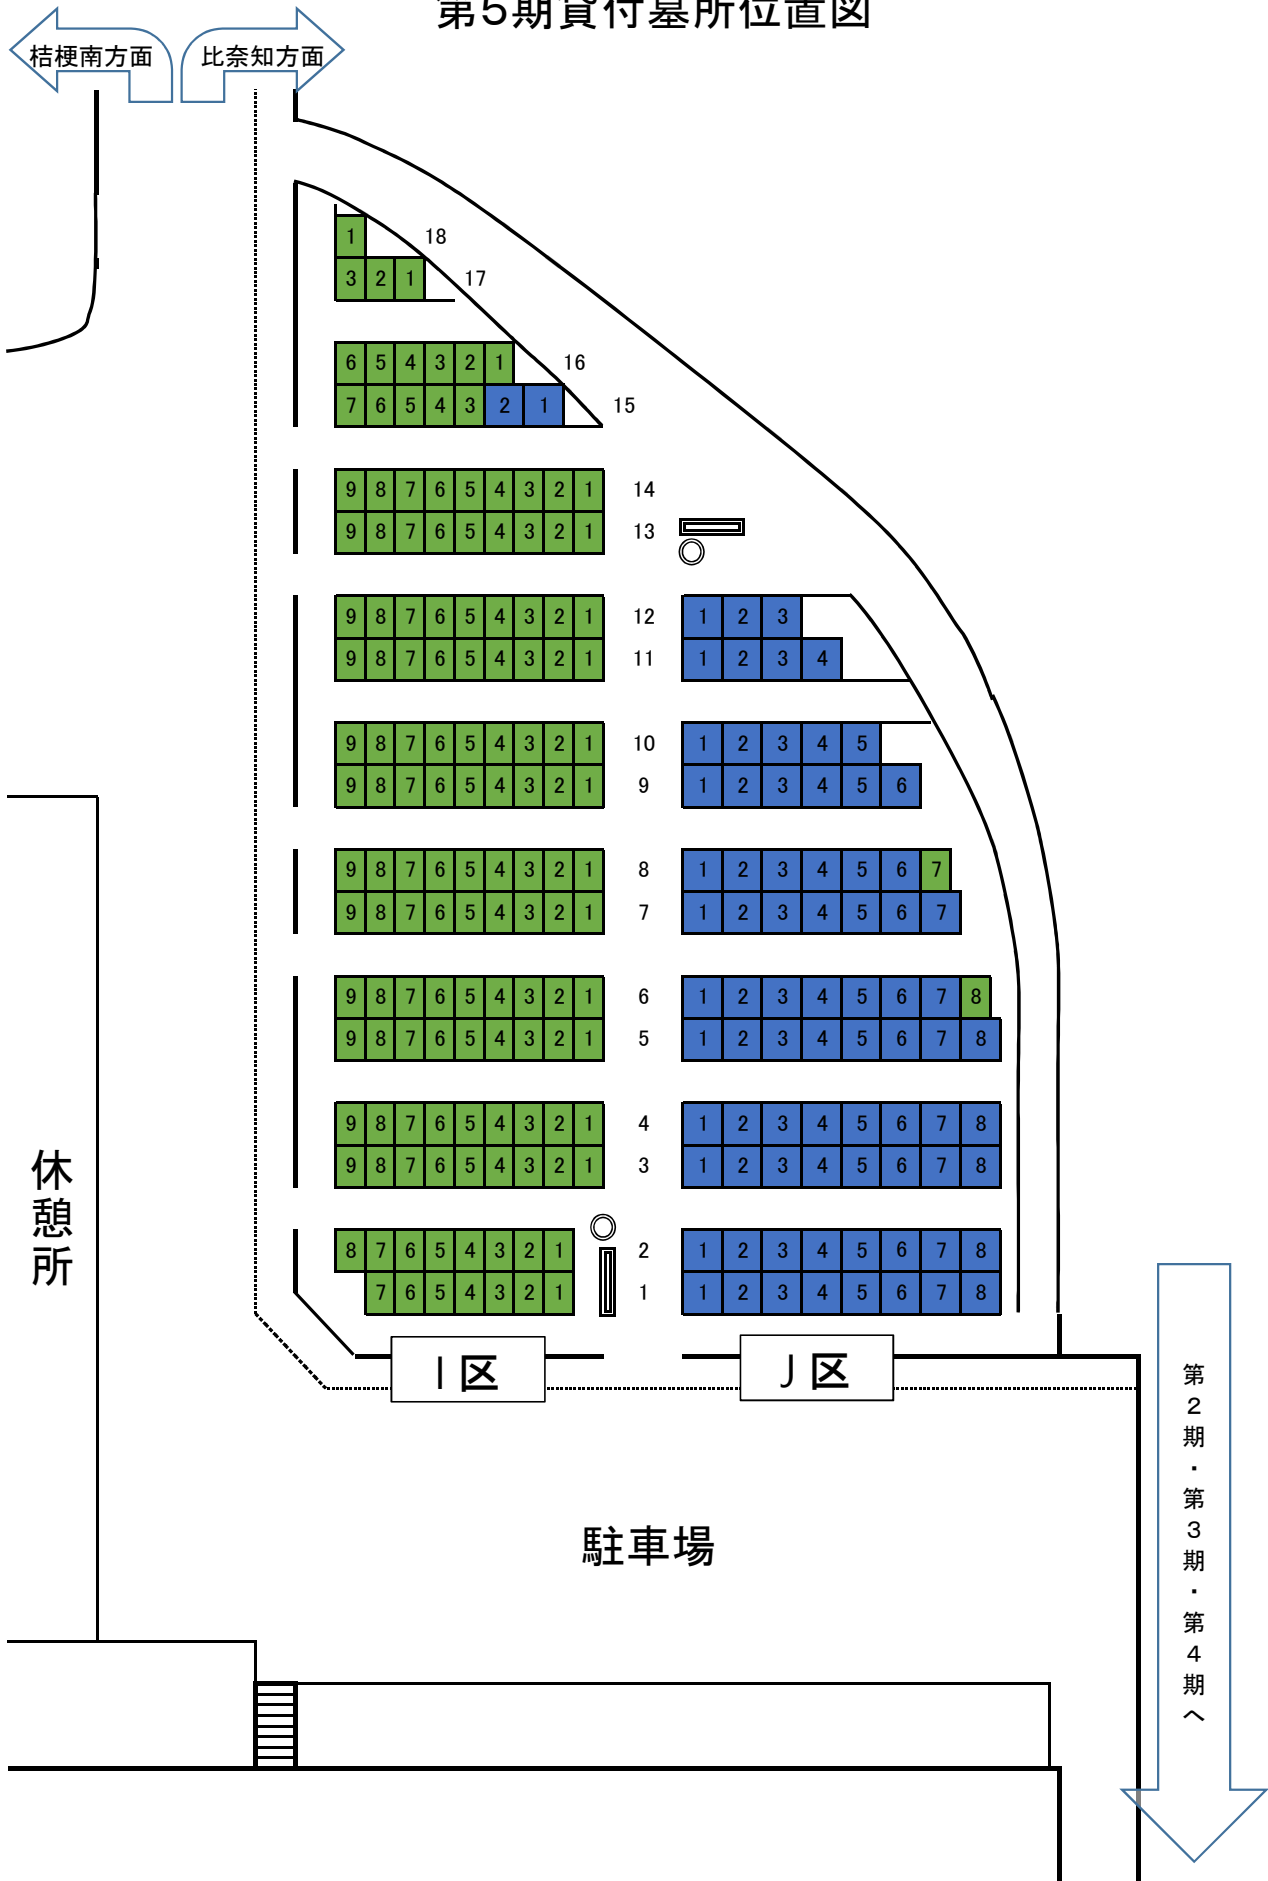 第5期貸付墓所位置図
桔梗南方面 比奈知方面
1 18
3 2 1 17
6 5 4 3 2 1 16
7 6 5 4 3 2 1 15
9 8 7 6 5 4 3 2 1 14
9 8 7 6 5 4 3 2 1 13
9 8 7 6 5 4 3 2 1 12 1 2 3
9 8 7 6 5 4 3 2 1 11 1 2 3 4
9 8 7 6 5 4 3 2 1 10 1 2 3 4 5
9 8 7 6 5 4 3 2 1 9 1 2 3 4 5 6
9 8 7 6 5 4 3 2 1 8 1 2 3 4 5 6 7
9 8 7 6 5 4 3 2 1 7 1 2 3 4 5 6 7
9 8 7 6 5 4 3 2 1 6 1 2 3 4 5 6 7 8
9 8 7 6 5 4 3 2 1 5 1 2 3 4 5 6 7 8
9 8 7 6 5 4 3 2 1 4 1 2 3 4 5 6 7 8
9 8 7 6 5 4 3 2 1 3 1 2 3 4 5 6 7 8
8 7 6 5 4 3 2 1 2 1 2 3 4 5 6 7 8
7 6 5 4 3 2 1 1 1 2 3 4 5 6 7 8
休憩所
I区
J区
駐車場
第2期・第3期・第4期へ